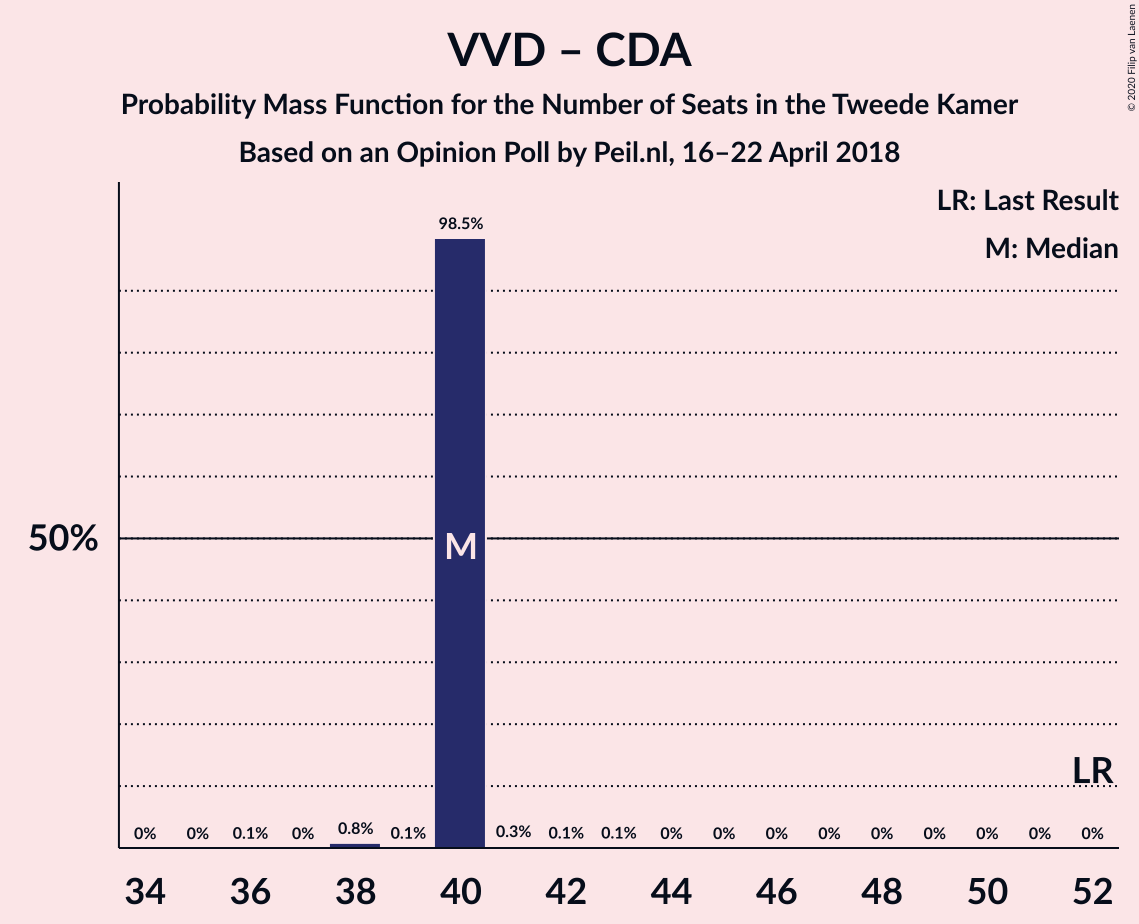 VVD – CDA
Probability Mass Function for the Number of Seats in the Tweede Kamer
Based on an Opinion Poll by Peil.nl, 16–22 April 2018
© 2020 Filip van Laenen
LR: Last Result
M: Median
98.5%
50%
M
LR
0% 0% 0.1% 0% 0.8% 0.1% 0.3% 0.1% 0.1% 0% 0% 0% 0% 0% 0% 0% 0% 0%
34 36 38 40 42 44 46 48 50 52